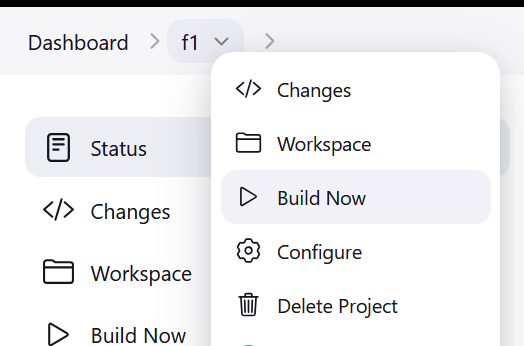 Dashboard
f1
Changes
Workspace
Build Now
Configure
Delete Project
Status
Changes
Workspace
Build Now